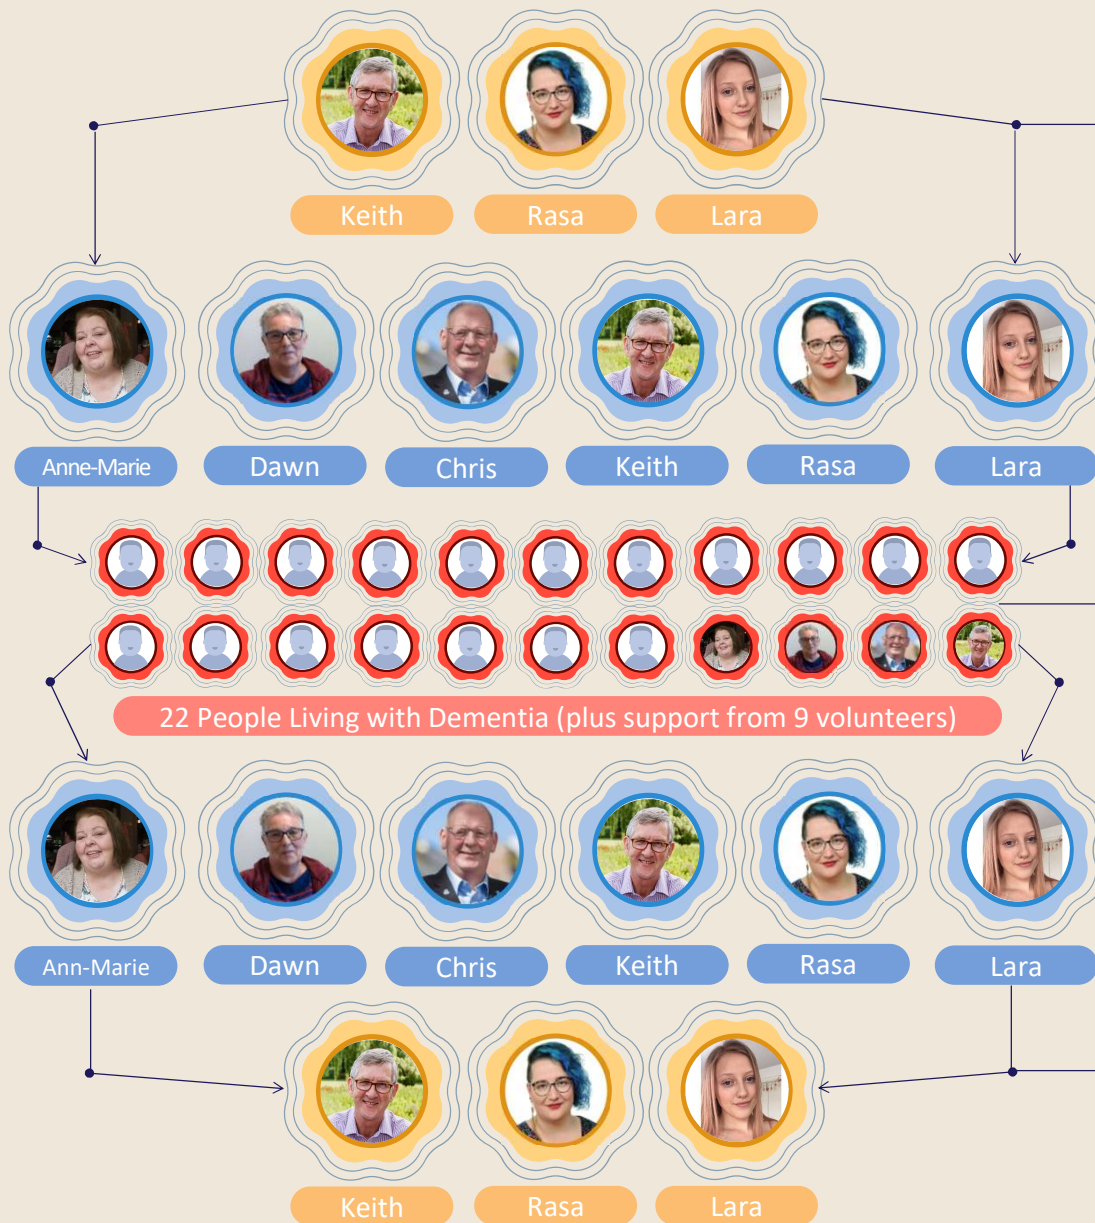 Keith
Rasa
Lara
Anne-Marie
Dawn
Chris
Keith
Rasa
Lara
22 People Living with Dementia (plus support from 9 volunteers)
Ann-Marie
Dawn
Chris
Keith
Rasa
Lara
Keith
Rasa
Lara